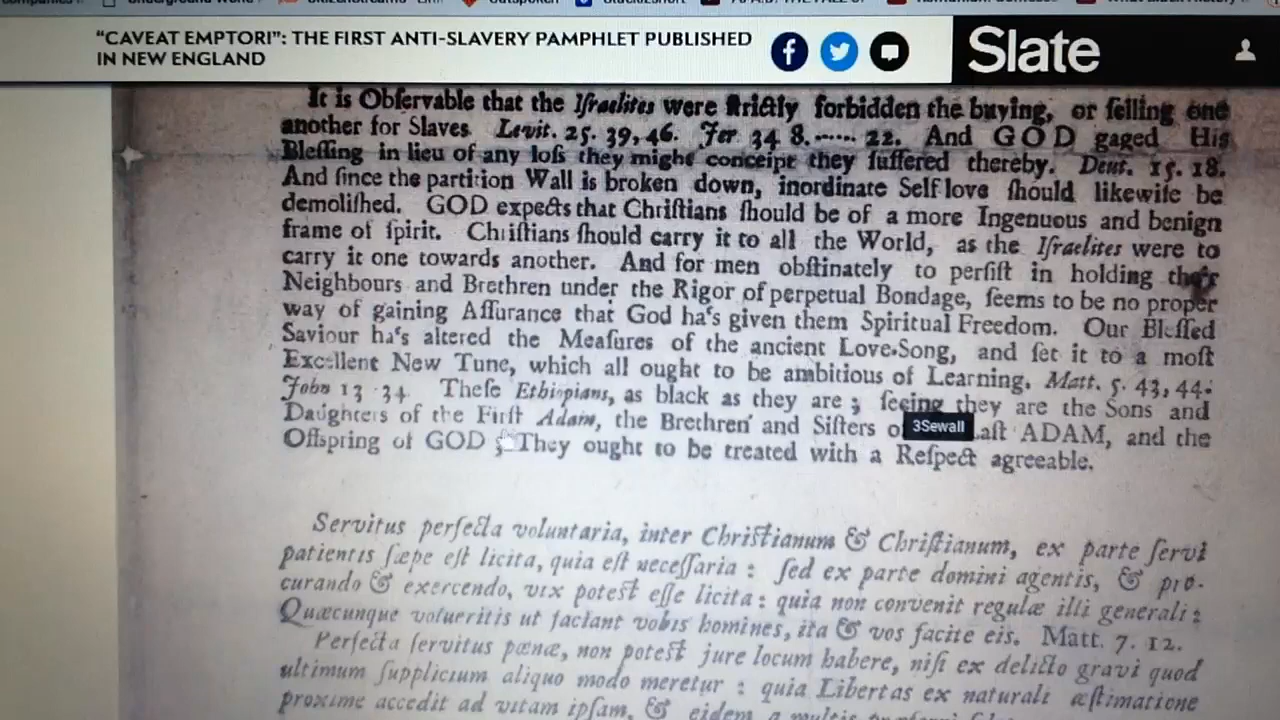 "CAVEAT EMPTORI": THE FIRST ANTI-SLAVERY PAMPHLET PUBLISHED
IN NEW ENGLAND
Slate
It is Obſervable that the Iſraelites were ſtrictly forbidden the buying, or ſelling one
another for Slaves. Levit. 25. 39, 46. Jer 34 8.------ 22. And GOD gaged His
Bleſſing in lieu of any loſs they might conceipt they ſuffered thereby. Deut. 15. 18.
And ſince the partition Wall is broken down, inordinate Self love ſhould likewiſe be
demoliſhed. GOD expects that Chriſtians ſhould be of a more Ingenuous and benign
frame of ſpirit. Chriſtians ſhould carry it to all the World, as the Iſraelites were to
carry it one towards another. And for men obſtinately to perſiſt in holding their
Neighbours and Brethren under the Rigor of perpetual Bondage, ſeems to be no proper
way of gaining Aſſurance that God ha's given them Spiritual Freedom. Our Bleſſed
Saviour ha's altered the Meaſures of the ancient Love-Song, and ſet it to a moſt
Excellent New Tune, which all ought to be ambitious of Learning. Matt. 5. 43, 44.
John 13 34. Theſe Ethiopians, as black as they are; ſeeing they are the Sons and
Daughters of the Firſt Adam, the Brethren and Siſters 3Sewall ADAM, and the
Offspring of GOD; They ought to be treated with a Reſpect agreeable.
Servitus perfecta voluntaria, inter Chriſtianum & Chriſtianum, ex parte ſervi
patientis ſæpe eſt licita, quia eſt neceſſaria: ſed ex parte domini agentis, & pro-
curando & exercendo, vix poteſt eſſe licita: quia non convenit regulæ illi generali:
Quæcunque volueritis ut faciant vobis homines, ita & vos facite eis. Matt. 7. 12.
Perfecta ſervitus pœnæ, non poteſt jure locum habere, niſi ex delicto gravi quod
ultimum ſupplicium aliquo modo meretur: quia Libertas ex naturali æſtimatione
proxime accedit ad vitam ipſam, & eidem a multis